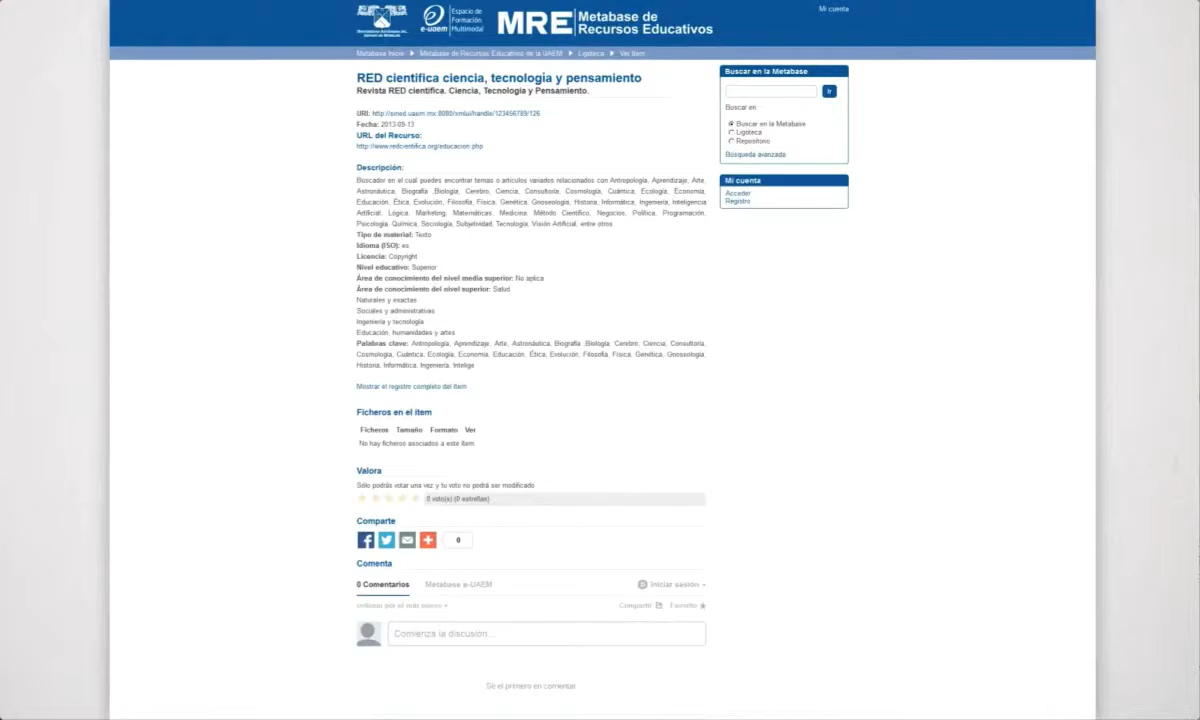 Mi cuenta
e-uaem
Espacio de
Formación
Multimodal
MRE
Metabase de
Recursos Educativos
Metabase Inicio
Metabase de Recursos Educativos de la UAEM
Ligoteca
Ver ítem
RED cientifica ciencia, tecnologia y pensamiento
Revista RED cientifica. Ciencia, Tecnologia y Pensamiento.
URI: http://ained.uaem.mx:8080/xmlui/handle/123456789/126
Fecha: 2013-09-13
URL del Recurso:
http://www.redcientifica.org/educacion.php
Descripción:
Buscador en el cual puedes encontrar temas o artículos variados relacionados con Antropología, Aprendizaje, Arte,
Astronáutica, Biografía ,Biología, Cerebro, Ciencia, Consultoría, Cosmología, Cuántica, Ecología, Economía,
Educación, Ética, Evolución, Filosofía, Física, Genética, Gnoseología, Historia, Informática, Ingeniería, Inteligencia
Artificial, Lógica, Marketing, Matemáticas, Medicina, Método Científico, Negocios, Política, Programación,
Psicología, Química, Sociología, Subjetividad, Tecnología, Visión Artificial, entre otros
Tipo de material: Texto
Idioma (ISO): es
Licencia: Copyright
Nivel educativo: Superior
Área de conocimiento del nivel media superior: No aplica
Área de conocimiento del nivel superior: Salud
Naturales y exactas
Sociales y administrativas
Ingeniería y tecnología
Educación, humanidades y artes
Palabras clave: Antropología, Aprendizaje, Arte, Astronáutica, Biografía ,Biología, Cerebro, Ciencia, Consultoría,
Cosmología, Cuántica, Ecología, Economía, Educación, Ética, Evolución, Filosofía, Física, Genética, Gnoseología,
Historia, Informática, Ingeniería, Intelige
Mostrar el registro completo del ítem
Ficheros en el ítem
Ficheros Tamaño Formato Ver
No hay ficheros asociados a este ítem.
Valora
Sólo podrás votar una vez y tu voto no podrá ser modificado
0 voto(s) (0 estrellas)
Comparte
0
Comenta
0 Comentarios
Metabase e-UAEM
Iniciar sesión
ordenar por el más nuevo
Compartir
Favorito
Comienza la discusión...
Sé el primero en comentar.
Buscar en la Metabase
Ir
Buscar en
Buscar en la Metabase
Ligoteca
Repositorio
Búsqueda avanzada
Mi cuenta
Acceder
Registro